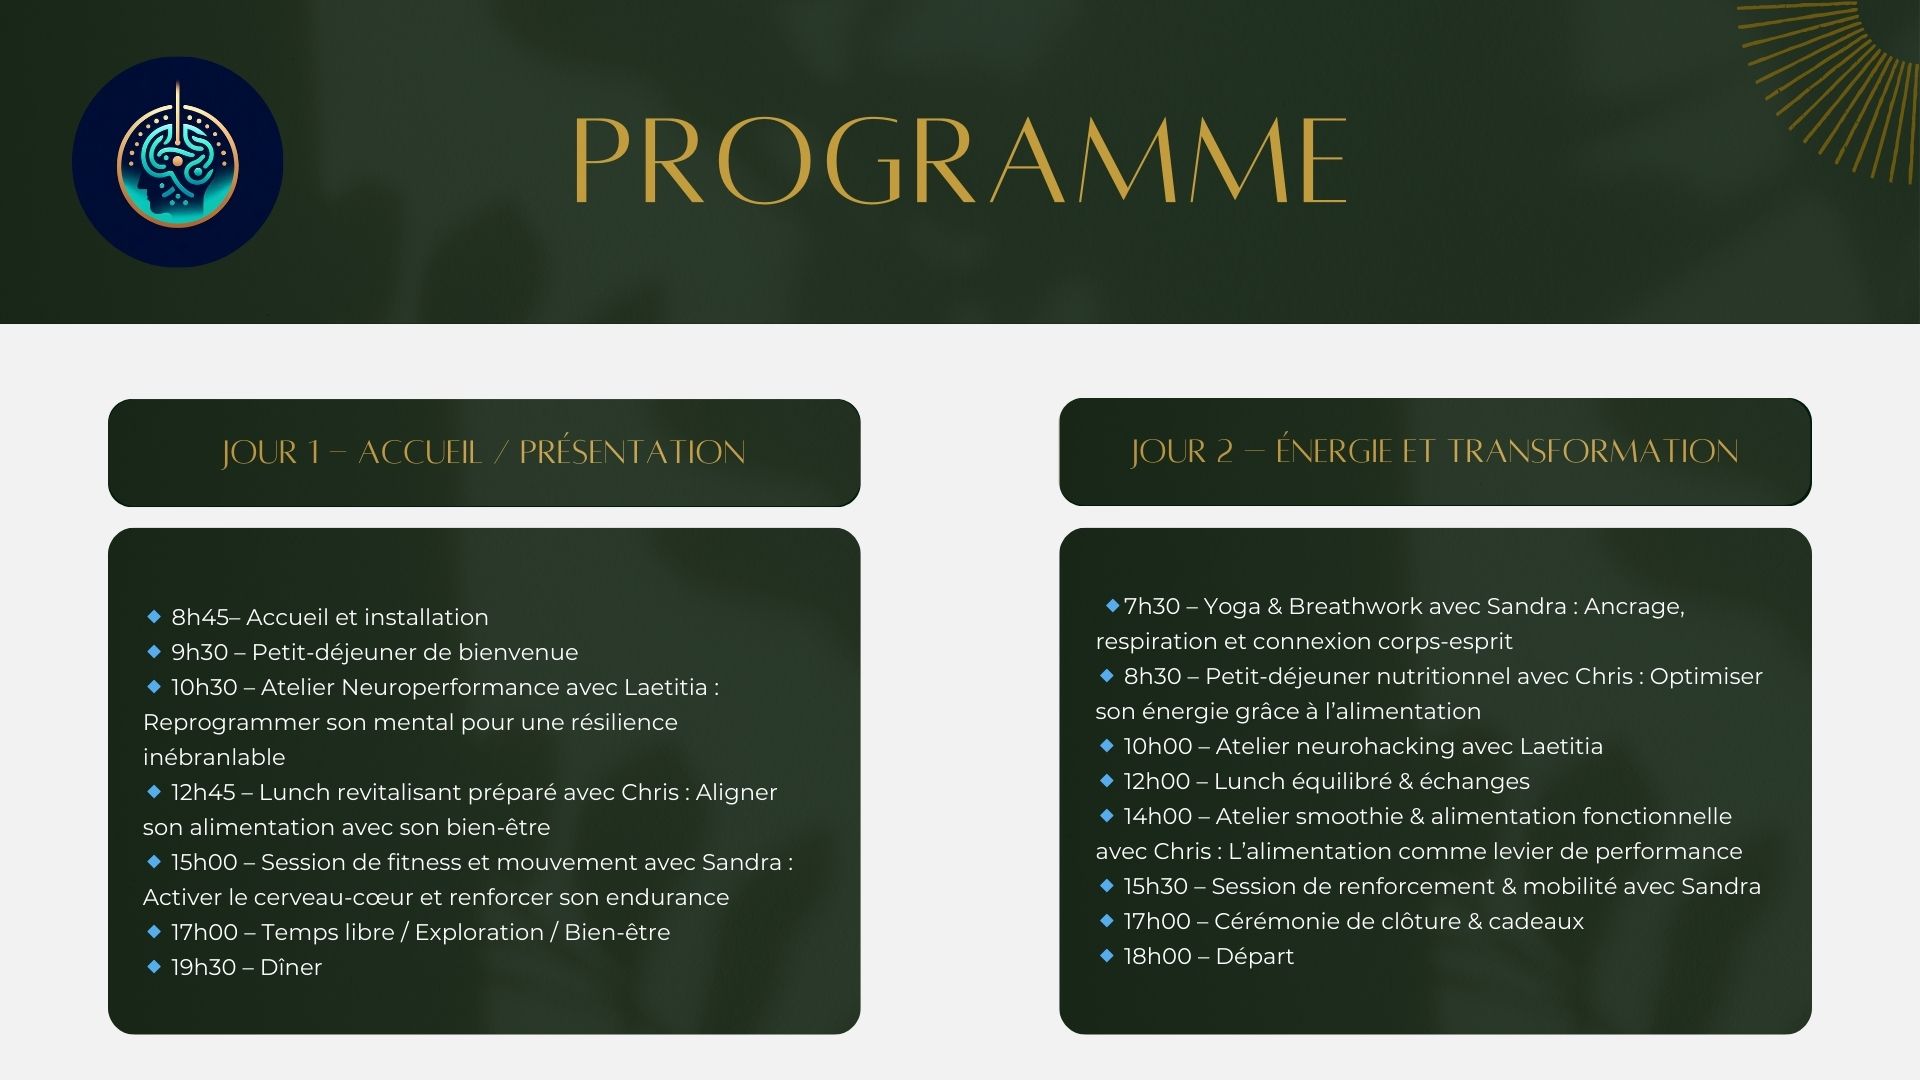 PROGRAMME
JOUR 1 – ACCUEIL / PRÉSENTATION
🔹 8h45– Accueil et installation
🔹 9h30 – Petit-déjeuner de bienvenue
🔹 10h30 – Atelier Neuroperformance avec Laetitia :
Reprogrammer son mental pour une résilience
inébranlable
🔹 12h45 – Lunch revitalisant préparé avec Chris : Aligner
son alimentation avec son bien-être
🔹 15h00 – Session de fitness et mouvement avec Sandra :
Activer le cerveau-cœur et renforcer son endurance
🔹 17h00 – Temps libre / Exploration / Bien-être
🔹 19h30 – Dîner
JOUR 2 – ÉNERGIE ET TRANSFORMATION
🔹7h30 – Yoga & Breathwork avec Sandra : Ancrage,
respiration et connexion corps-esprit
🔹 8h30 – Petit-déjeuner nutritionnel avec Chris : Optimiser
son énergie grâce à l’alimentation
🔹 10h00 – Atelier neurohacking avec Laetitia
🔹 12h00 – Lunch équilibré & échanges
🔹 14h00 – Atelier smoothie & alimentation fonctionnelle
avec Chris : L’alimentation comme levier de performance
🔹 15h30 – Session de renforcement & mobilité avec Sandra
🔹 17h00 – Cérémonie de clôture & cadeaux
🔹 18h00 – Départ